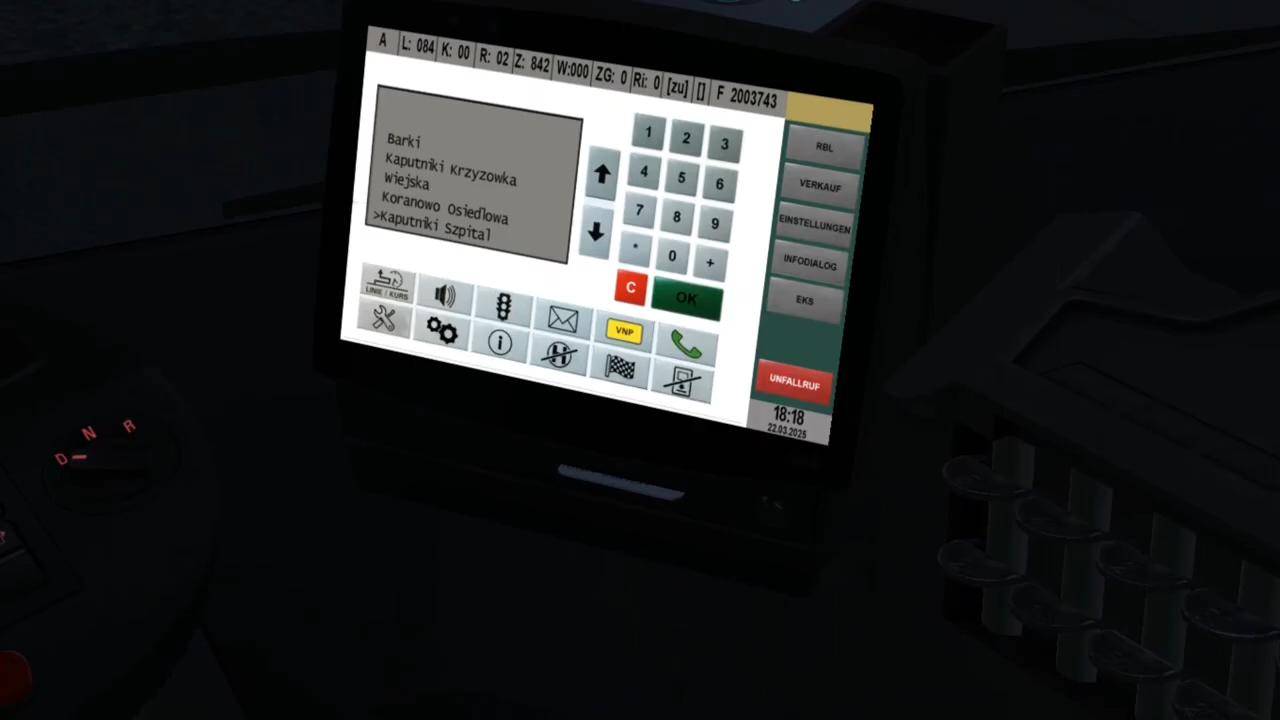 A L: 084 K: 00 R: 02 Z: 842 W:000 ZG: 0 Ri: 0 [zu] [] F 2003743
Barki
Kaputniki Krzyzowka
Wiejska
Koranowo Osiedlowa
>Kaputniki Szpital
1 2 3
4 5 6
7 8 9
* 0 +
C OK
LINIE / KURS
VNP
RBL
VERKAUF
EINSTELLUNGEN
INFODIALOG
EKS
UNFALLRUF
18:18
22.03.2025
D N R